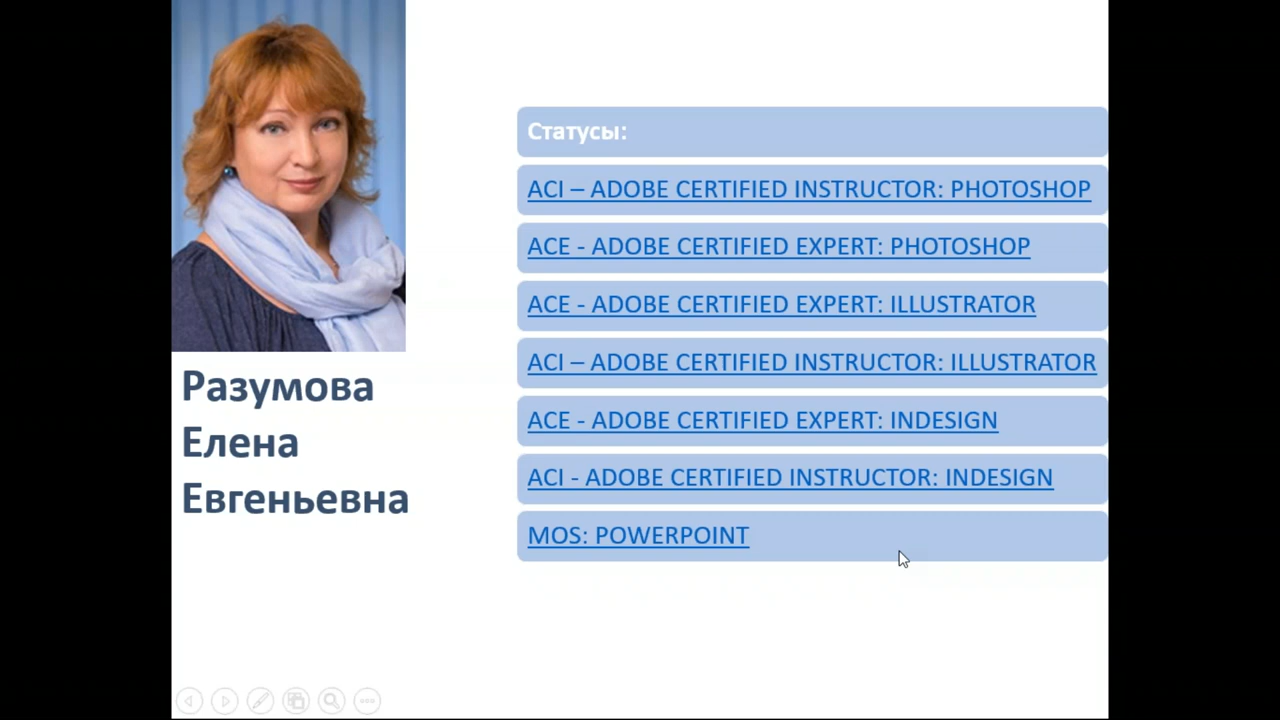 Разумова
Елена
Евгеньевна
Статусы:
ACI – ADOBE CERTIFIED INSTRUCTOR: PHOTOSHOP
ACE - ADOBE CERTIFIED EXPERT: PHOTOSHOP
ACE - ADOBE CERTIFIED EXPERT: ILLUSTRATOR
ACI – ADOBE CERTIFIED INSTRUCTOR: ILLUSTRATOR
ACE - ADOBE CERTIFIED EXPERT: INDESIGN
ACI - ADOBE CERTIFIED INSTRUCTOR: INDESIGN
MOS: POWERPOINT